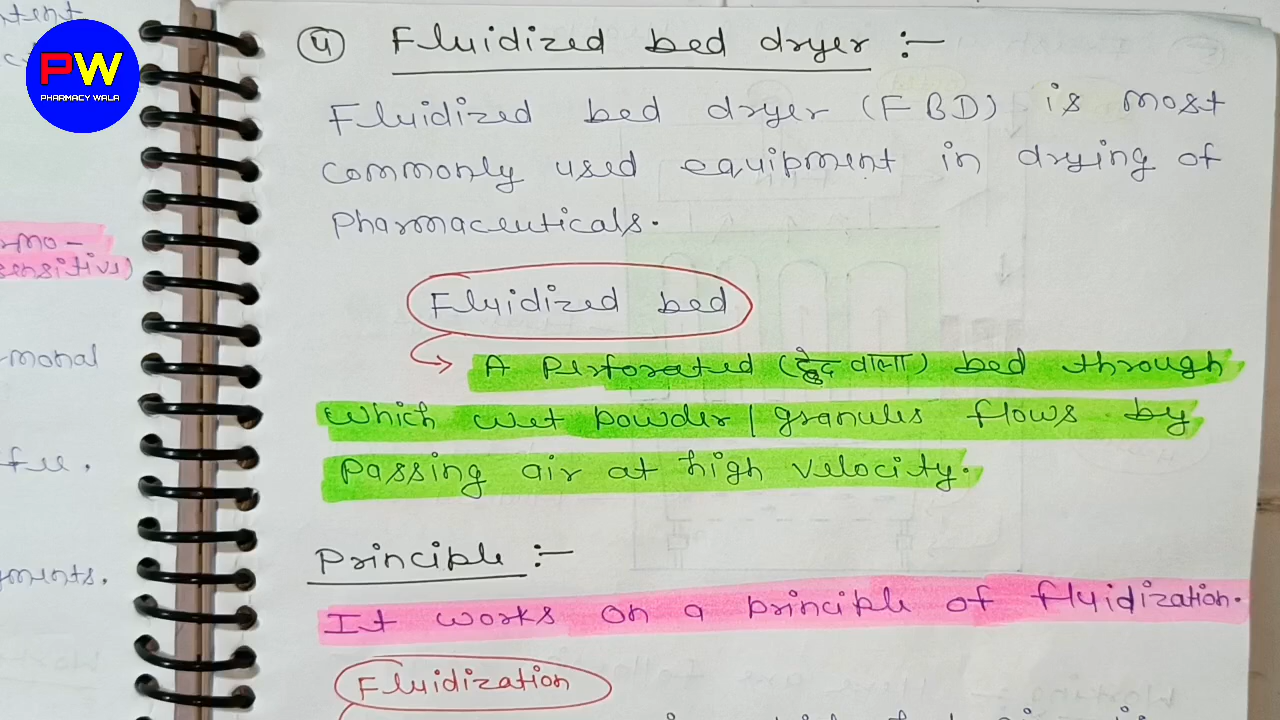 PW
PHARMACY WALA
4 Fluidized bed dryer :-
Fluidized bed dryer (FBD) is most
commonly used equipment in drying of
Pharmaceuticals.
Fluidized bed
→ A Perforated (छेद वाला) bed through
which wet powder / granules flows by
passing air at high velocity.
Principle :-
It works on a principle of fluidization.
Fluidization
sensitive)